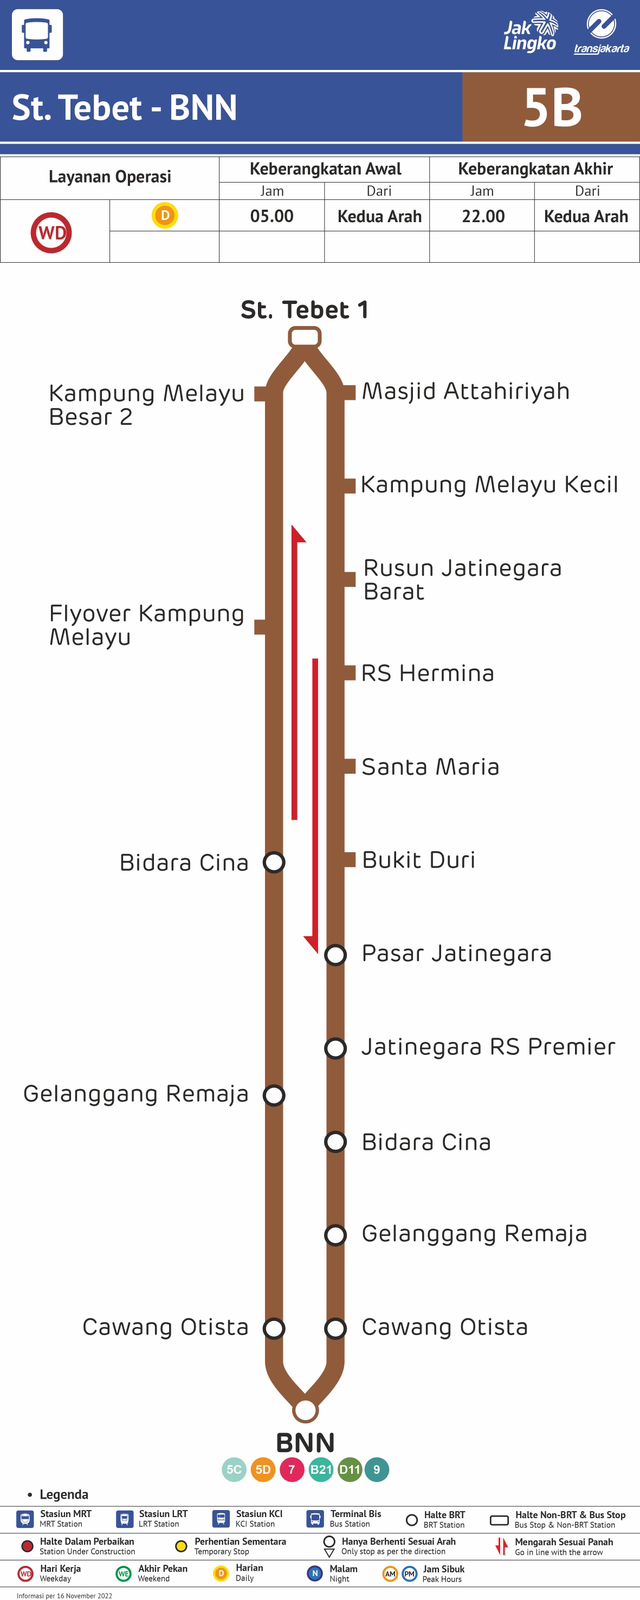 Jak
Lingko
transjakarta
St. Tebet - BNN
5B
Layanan Operasi
Keberangkatan Awal
Keberangkatan Akhir
Jam
Dari
Jam
Dari
WD
D
05.00
Kedua Arah
22.00
Kedua Arah
St. Tebet 1
Kampung Melayu
Besar 2
Masjid Attahiriyah
Kampung Melayu Kecil
Rusun Jatinegara
Barat
Flyover Kampung
Melayu
RS Hermina
Santa Maria
Bidara Cina
Bukit Duri
Pasar Jatinegara
Jatinegara RS Premier
Gelanggang Remaja
Bidara Cina
Gelanggang Remaja
Cawang Otista
Cawang Otista
BNN
5C 5D 7 B21 D11 9
• Legenda
Stasiun MRT
MRT Station
Stasiun LRT
LRT Station
Stasiun KCI
KCI Station
Terminal Bis
Bus Station
Halte BRT
BRT Station
Halte Non-BRT & Bus Stop
Bus Stop & Non-BRT Station
Halte Dalam Perbaikan
Station Under Construction
Perhentian Sementara
Temporary Stop
Hanya Berhenti Sesuai Arah
Only stop as per the direction
Mengarah Sesuai Panah
Go in line with the arrow
WD
Hari Kerja
Weekday
WE
Akhir Pekan
Weekend
D
Harian
Daily
N
Malam
Night
AM
PM
Jam Sibuk
Peak Hours
Informasi per 16 November 2022